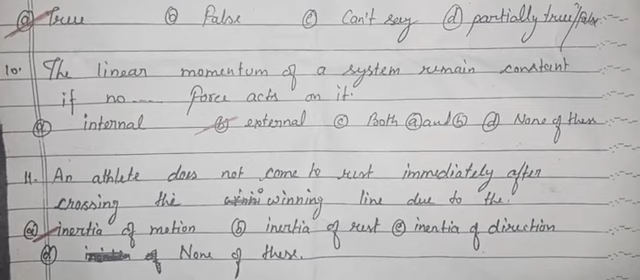 (a) True (b) False (c) Can't say (d) partially true/false
10. The linear momentum of a system remain constant
if no .... force acts on it.
(a) internal (b) external (c) Both (a) and (b) (d) None of these
11. An athlete does not come to rest immediately after
crossing the winning line due to the.
(a) inertia of motion (b) inertia of rest (c) inertia of direction
(d) None of these.